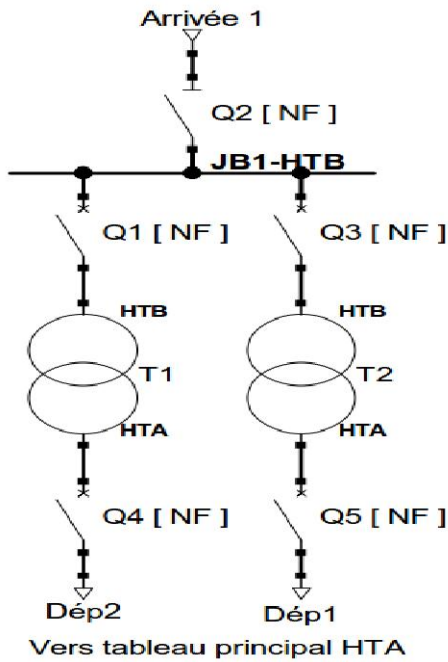 Arrivée 1
Q2 [ NF ]
JB1-HTB
Q1 [ NF ]
Q3 [ NF ]
HTB
HTB
T1
T2
HTA
HTA
Q4 [ NF ]
Q5 [ NF ]
Dép2
Dép1
Vers tableau principal HTA